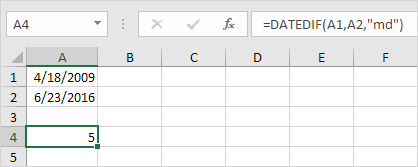 A4 fx =DATEDIF(A1,A2,"md")
A B C D E F
1 4/18/2009
2 6/23/2016
3
4 5
5